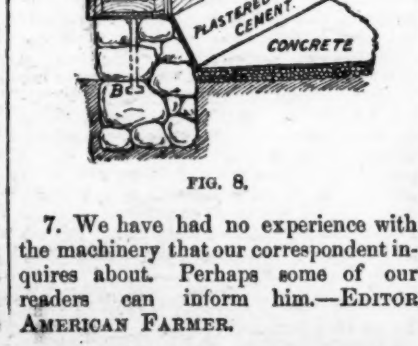 PLASTERED
CEMENT.
CONCRETE
B
FIG. 8.
7. We have had no experience with
the machinery that our correspondent in-
quires about. Perhaps some of our
readers can inform him.—EDITOR
AMERICAN FARMER.